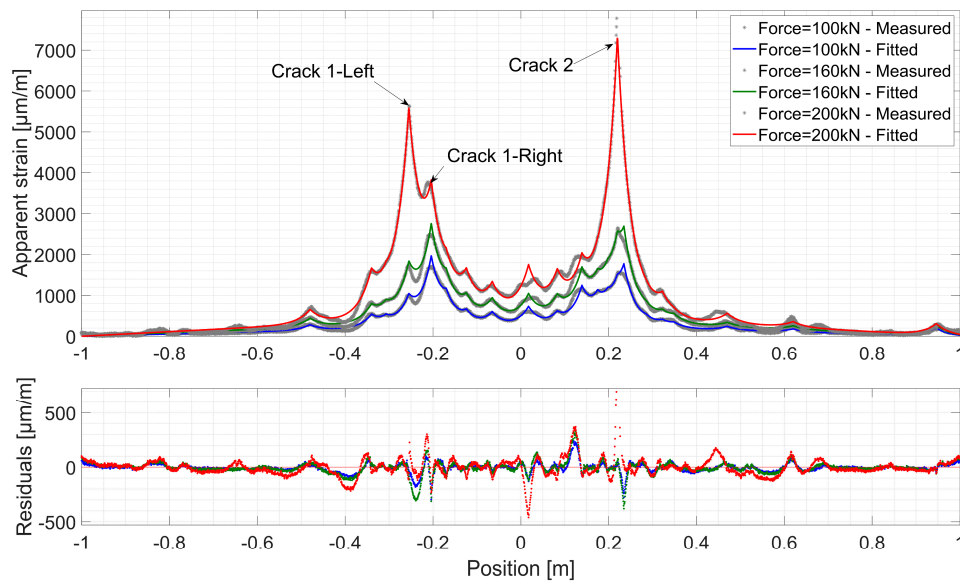 Apparent strain [μm/m]
7000
6000
5000
4000
3000
2000
1000
0
Crack 1-Left
Crack 1-Right
Crack 2
Force=100kN - Measured
Force=100kN - Fitted
Force=160kN - Measured
Force=160kN - Fitted
Force=200kN - Measured
Force=200kN - Fitted
-1 -0.8 -0.6 -0.4 -0.2 0 0.2 0.4 0.6 0.8 1
Residuals [μm/m]
500
0
-500
-1 -0.8 -0.6 -0.4 -0.2 0 0.2 0.4 0.6 0.8 1
Position [m]